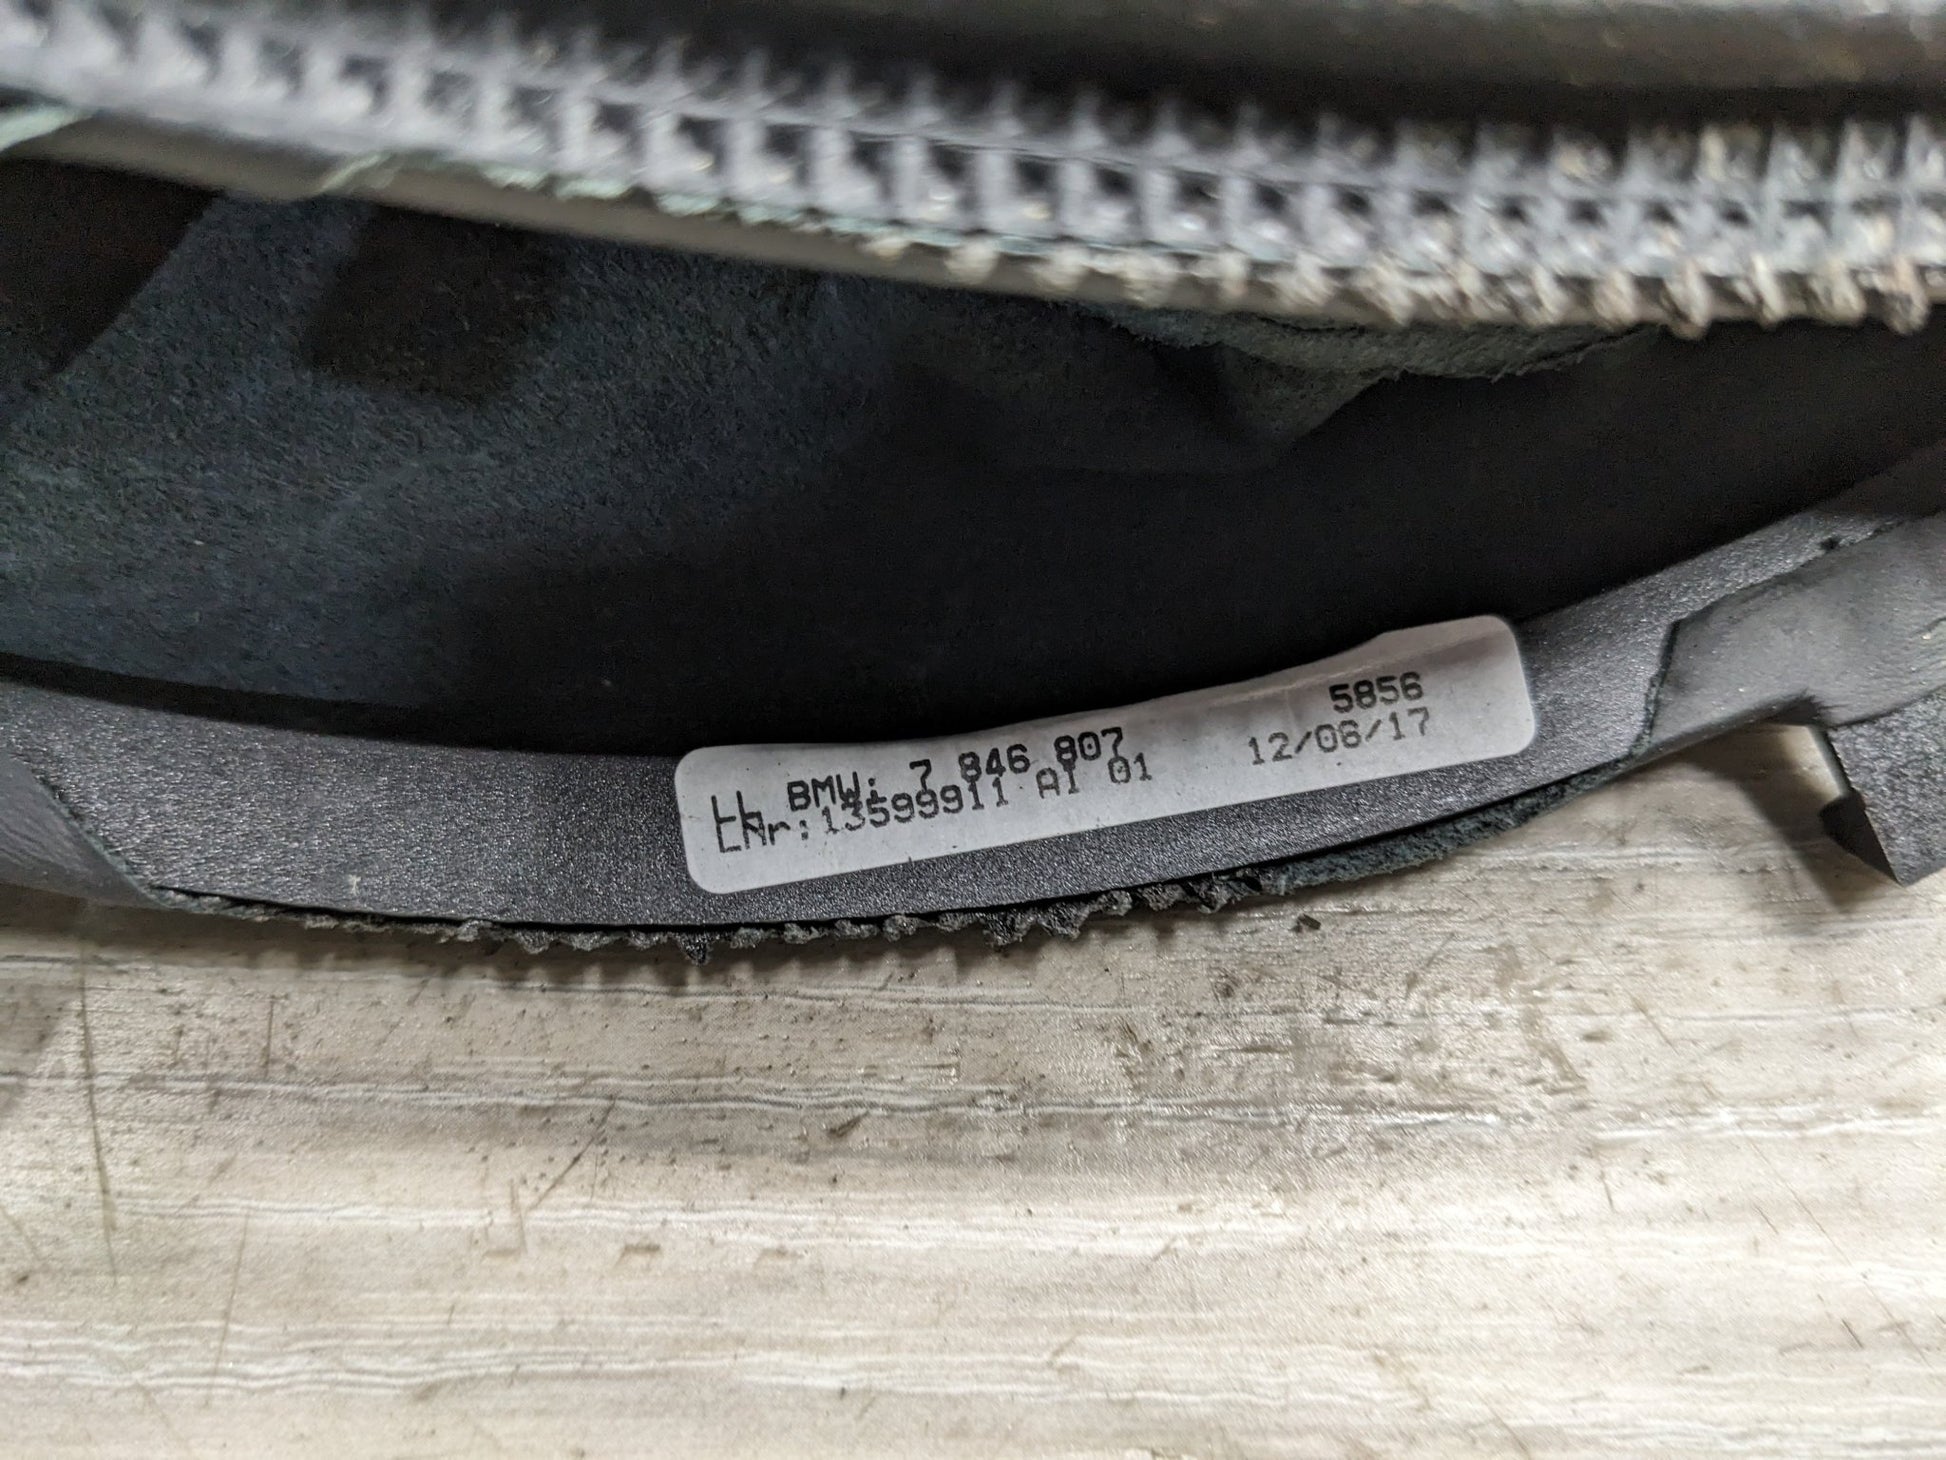 LL BMW: 7 846 807 5856
LNr:13599911 AI 01 12/06/17